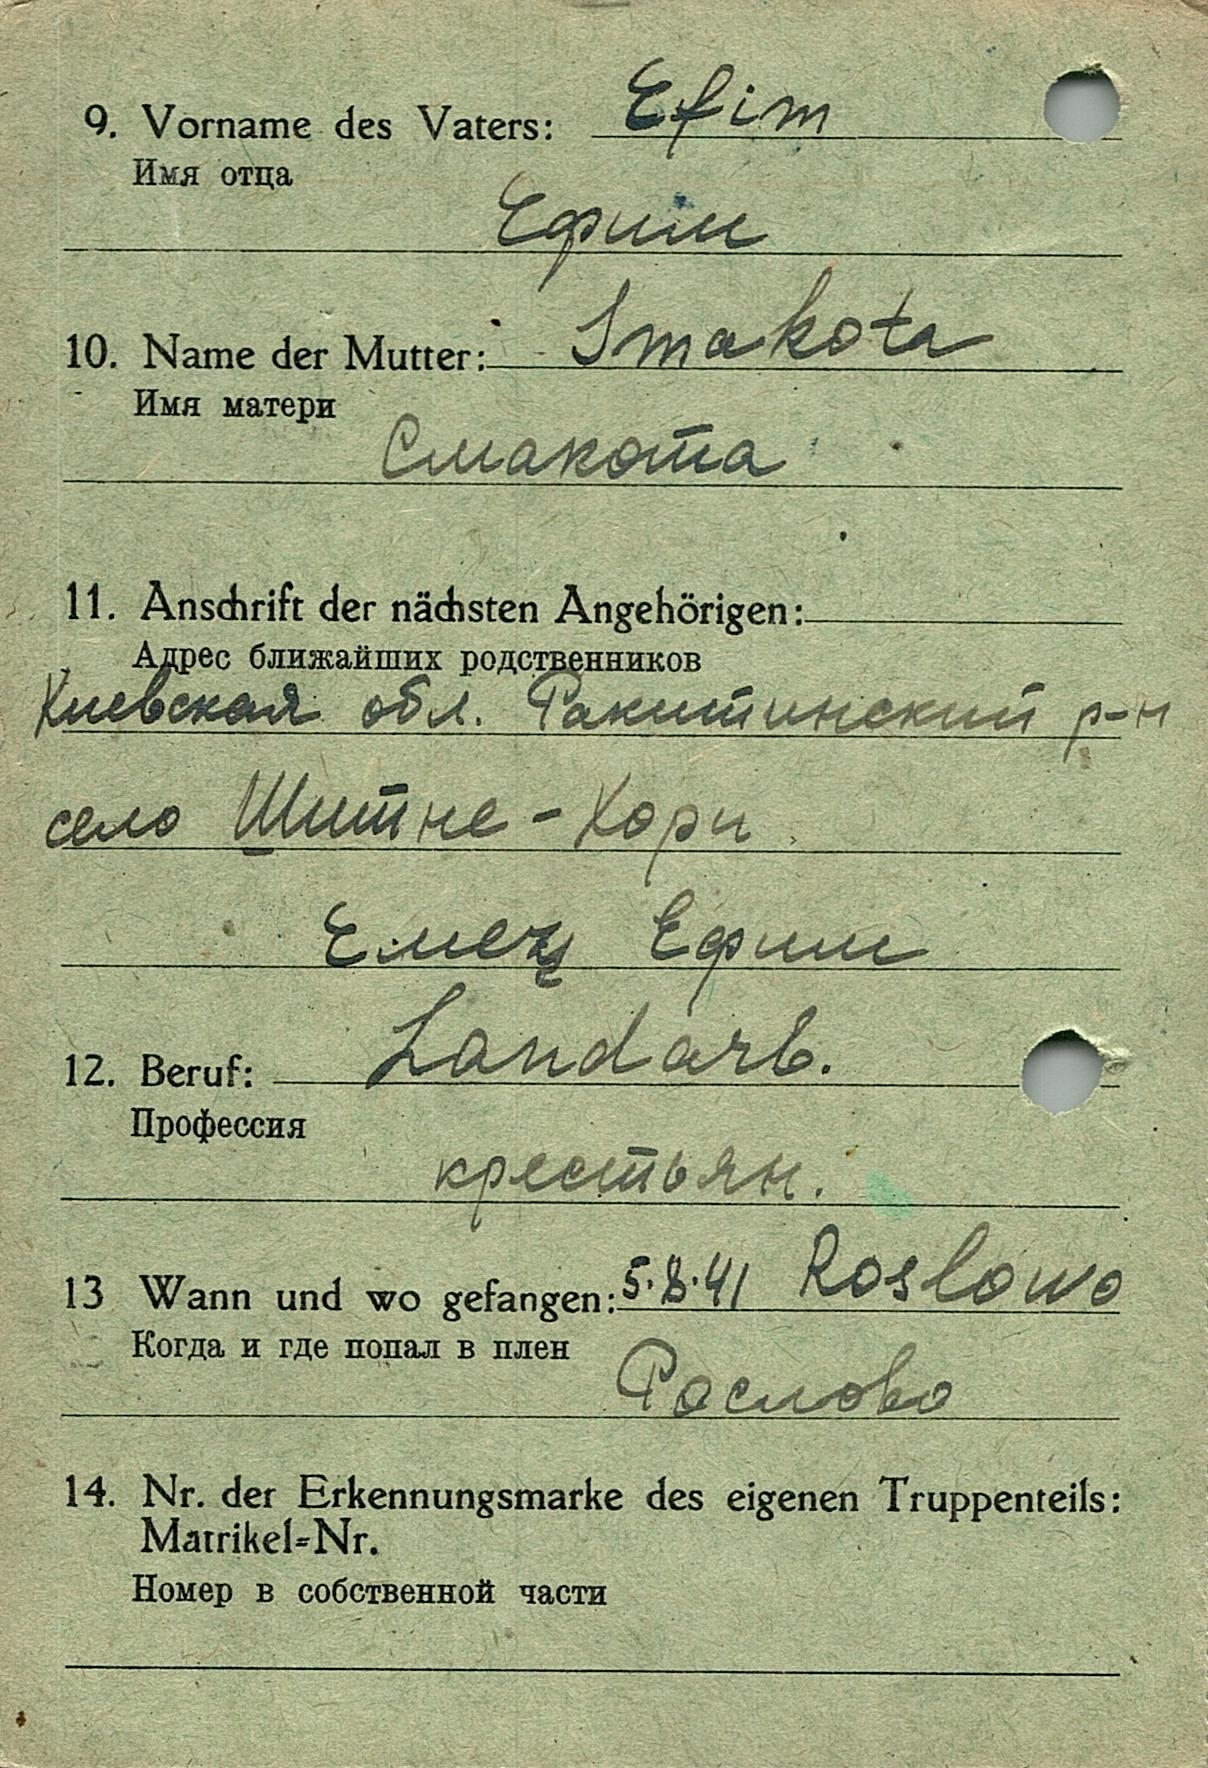 9. Vorname des Vaters: Efim
Имя отца
Ефим
10. Name der Mutter: Smakota
Имя матери
Смакота
11. Anschrift der nächsten Angehörigen:
Адрес ближайших родственников
Киевская обл. Ракитинский р-н
село Шитне-Хори
Емец Ефим
12. Beruf: Landarb.
Профессия
крестьян.
13 Wann und wo gefangen: 5.8.41 Roslowo
Когда и где попал в плен
Рослово
14. Nr. der Erkennungsmarke des eigenen Truppenteils:
Matrikel-Nr.
Номер в собственной части